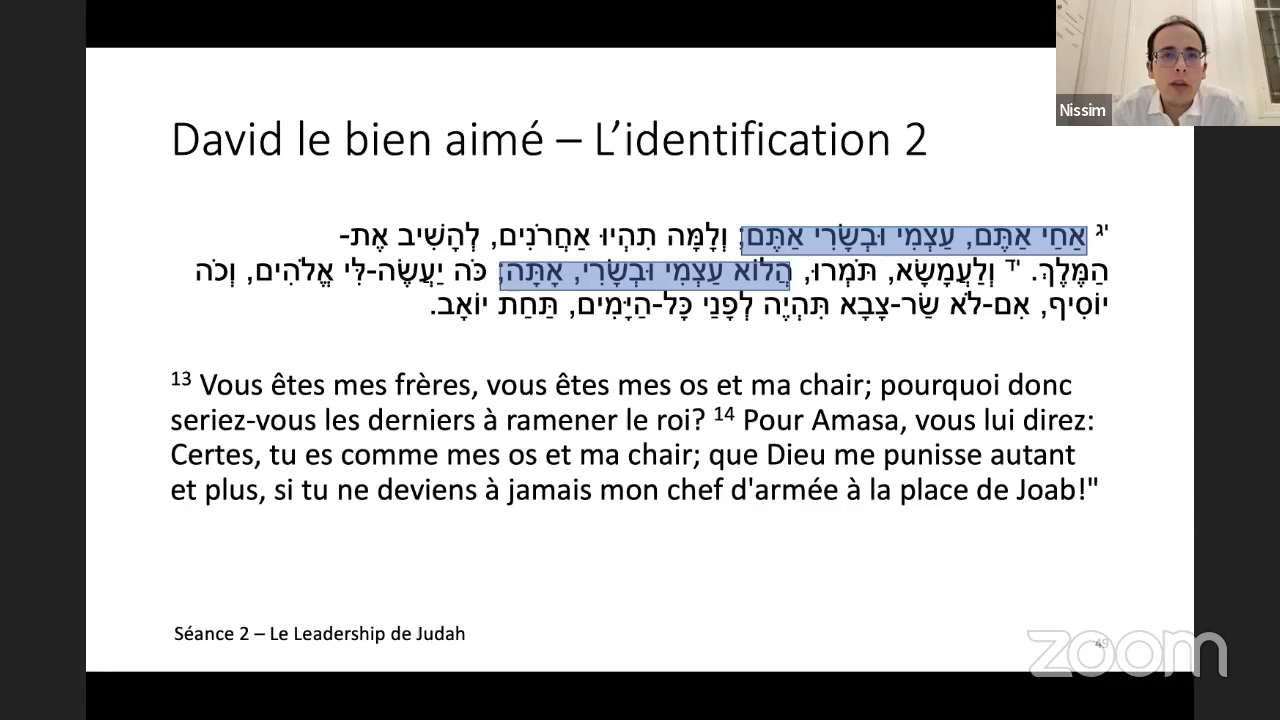 Nissim
David le bien aimé – L’identification 2
יג אַחַי אַתֶּם, עַצְמִי וּבְשָׂרִי אַתֶּם; וְלָמָּה תִהְיוּ אַחֲרֹנִים, לְהָשִׁיב אֶת-
הַמֶּלֶךְ. יד וְלַעֲמָשָׂא, תֹּמְרוּ, הֲלוֹא עַצְמִי וּבְשָׂרִי, אָתָּה; כֹּה יַעֲשֶׂה-לִּי אֱלֹהִים, וְכֹה
יוֹסִיף, אִם-לֹא שַׂר-צָבָא תִּהְיֶה לְפָנַי כָּל-הַיָּמִים, תַּחַת יוֹאָב.
13 Vous êtes mes frères, vous êtes mes os et ma chair; pourquoi donc
seriez-vous les derniers à ramener le roi? 14 Pour Amasa, vous lui direz:
Certes, tu es comme mes os et ma chair; que Dieu me punisse autant
et plus, si tu ne deviens à jamais mon chef d'armée à la place de Joab!"
Séance 2 – Le Leadership de Judah
49
zoom